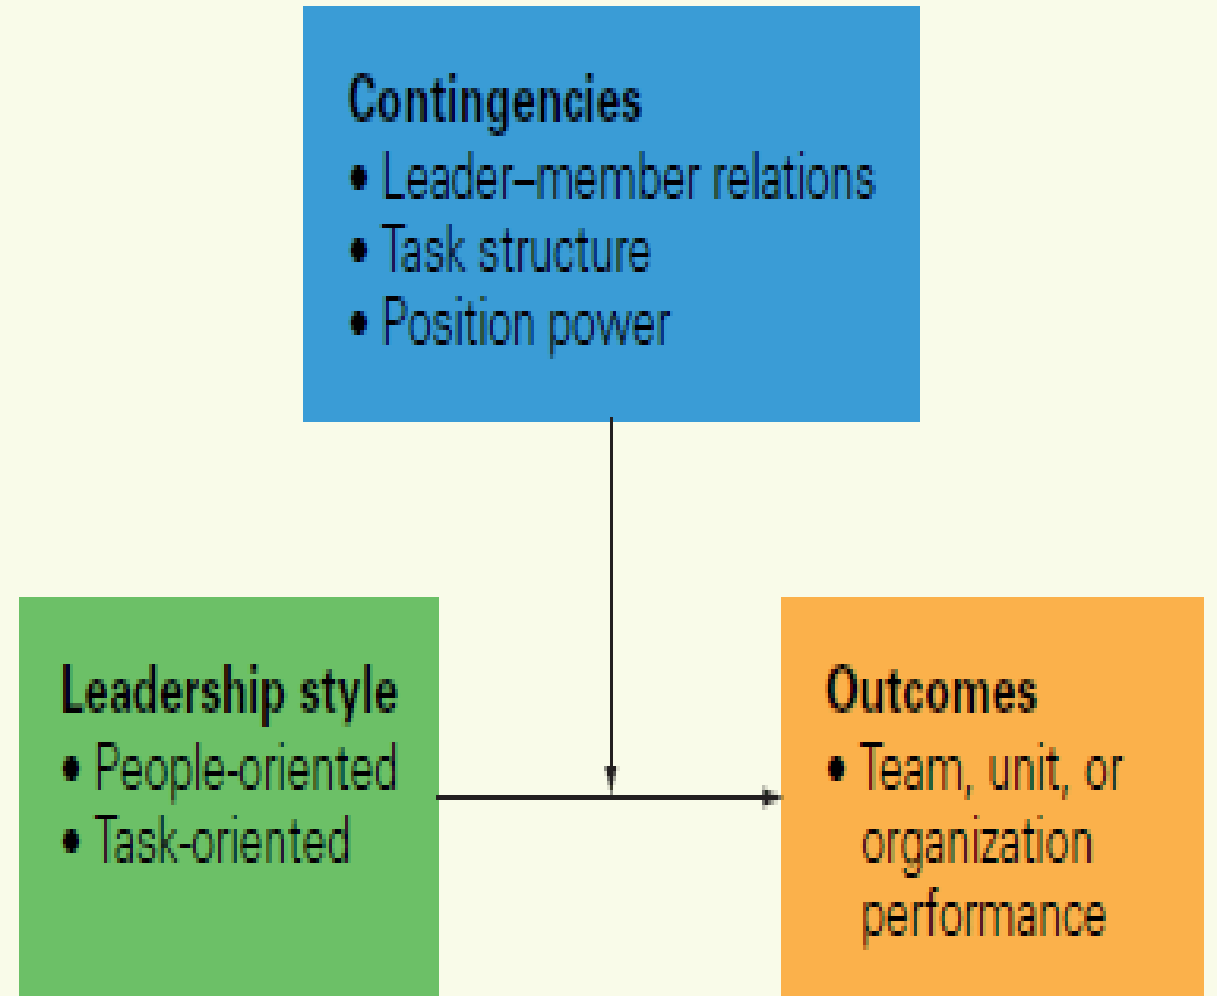 Contingencies
• Leader–member relations
• Task structure
• Position power
Leadership style
• People-oriented
• Task-oriented
Outcomes
• Team, unit, or
organization
performance